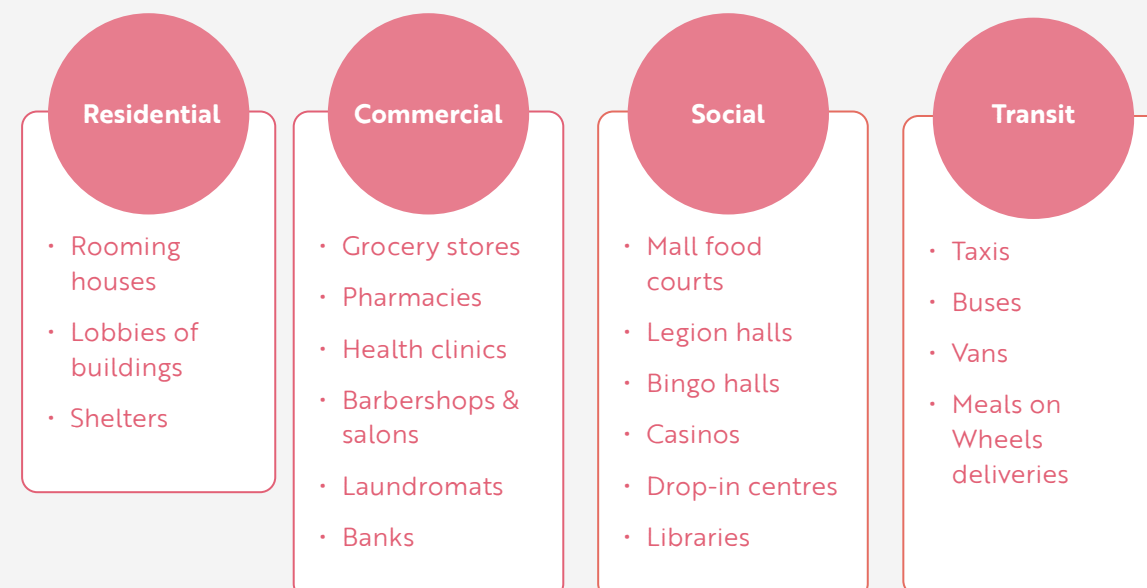 Residential
· Rooming
houses
· Lobbies of
buildings
· Shelters
Commercial
· Grocery stores
· Pharmacies
· Health clinics
· Barbershops &
salons
· Laundromats
· Banks
Social
· Mall food
courts
· Legion halls
· Bingo halls
· Casinos
· Drop-in centres
· Libraries
Transit
· Taxis
· Buses
· Vans
· Meals on
Wheels
deliveries